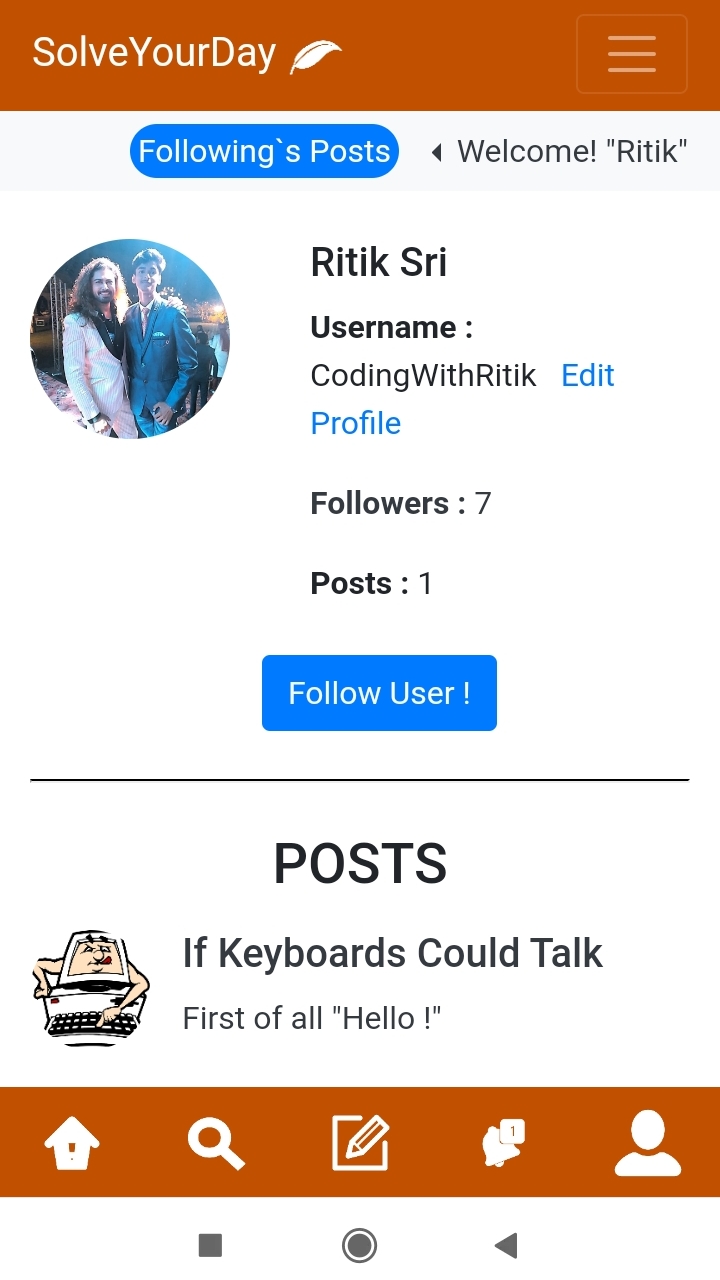 SolveYourDay
Following`s Posts
Welcome! "Ritik"
Ritik Sri
Username :
CodingWithRitik Edit
Profile
Followers : 7
Posts : 1
Follow User !
POSTS
If Keyboards Could Talk
First of all "Hello !"
1